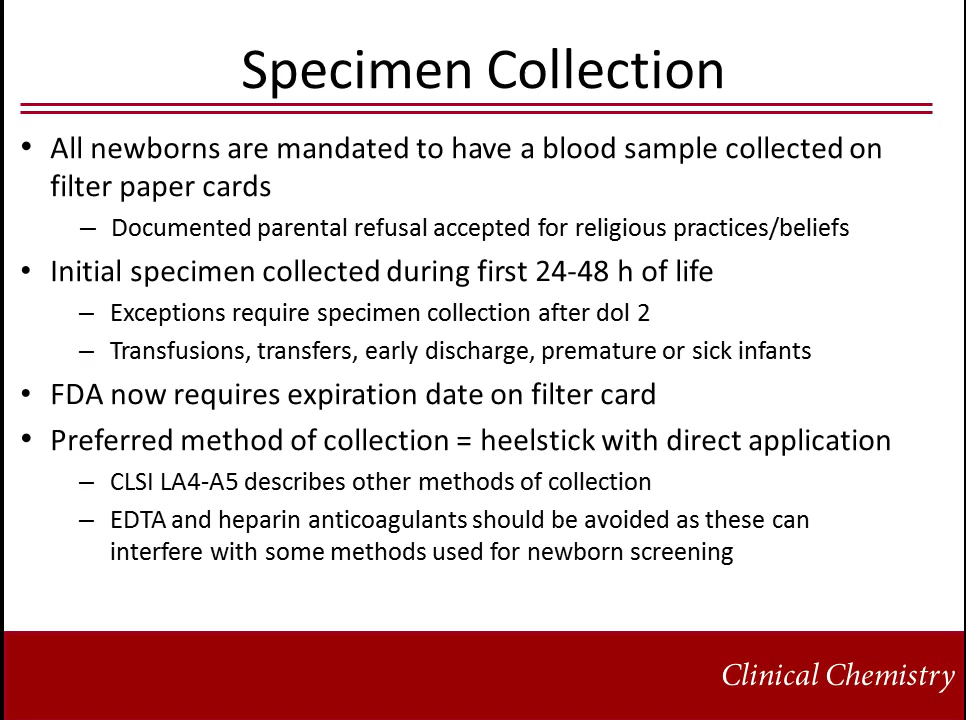 Specimen Collection
• All newborns are mandated to have a blood sample collected on
filter paper cards
– Documented parental refusal accepted for religious practices/beliefs
• Initial specimen collected during first 24-48 h of life
– Exceptions require specimen collection after dol 2
– Transfusions, transfers, early discharge, premature or sick infants
• FDA now requires expiration date on filter card
• Preferred method of collection = heelstick with direct application
– CLSI LA4-A5 describes other methods of collection
– EDTA and heparin anticoagulants should be avoided as these can
interfere with some methods used for newborn screening
Clinical Chemistry